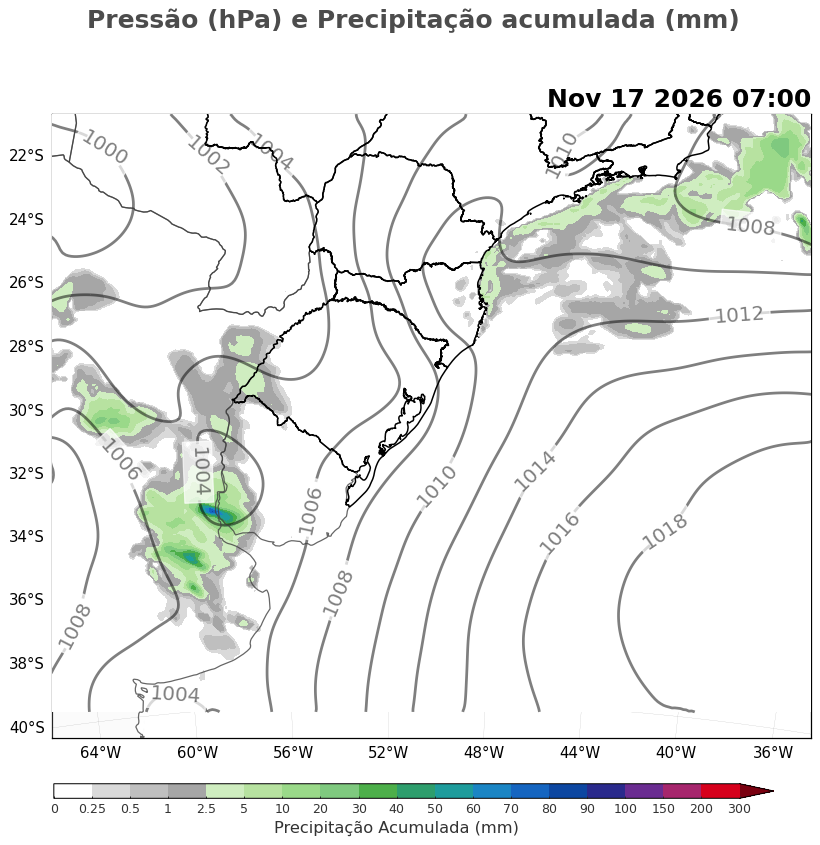 Pressão (hPa) e Precipitação acumulada (mm)
Nov 17 2026 07:00
1000
1002
1004
1010
22°S
24°S
1008
26°S
1012
28°S
30°S
1006
1004
32°S
1010
1014
1006
34°S
1016
1018
36°S
1008
1008
38°S
1004
40°S
64°W 60°W 56°W 52°W 48°W 44°W 40°W 36°W
0 0.25 0.5 1 2.5 5 10 20 30 40 50 60 70 80 90 100 150 200 300
Precipitação Acumulada (mm)